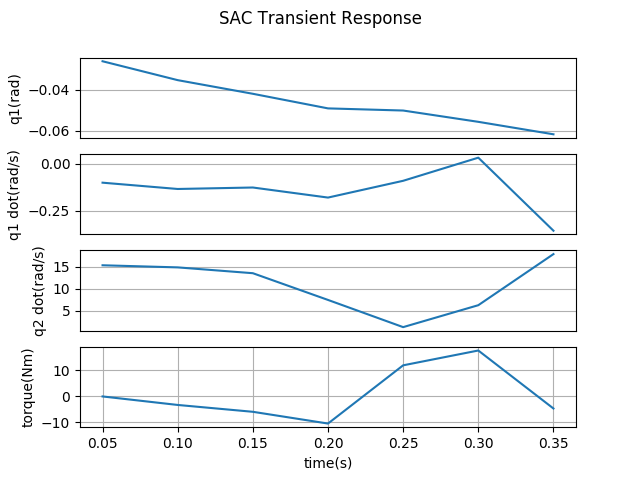 SAC Transient Response
q1(rad)
−0.04
−0.06
q1 dot(rad/s)
0.00
−0.25
q2 dot(rad/s)
15
10
5
torque(Nm)
10
0
−10
0.05 0.10 0.15 0.20 0.25 0.30 0.35
time(s)